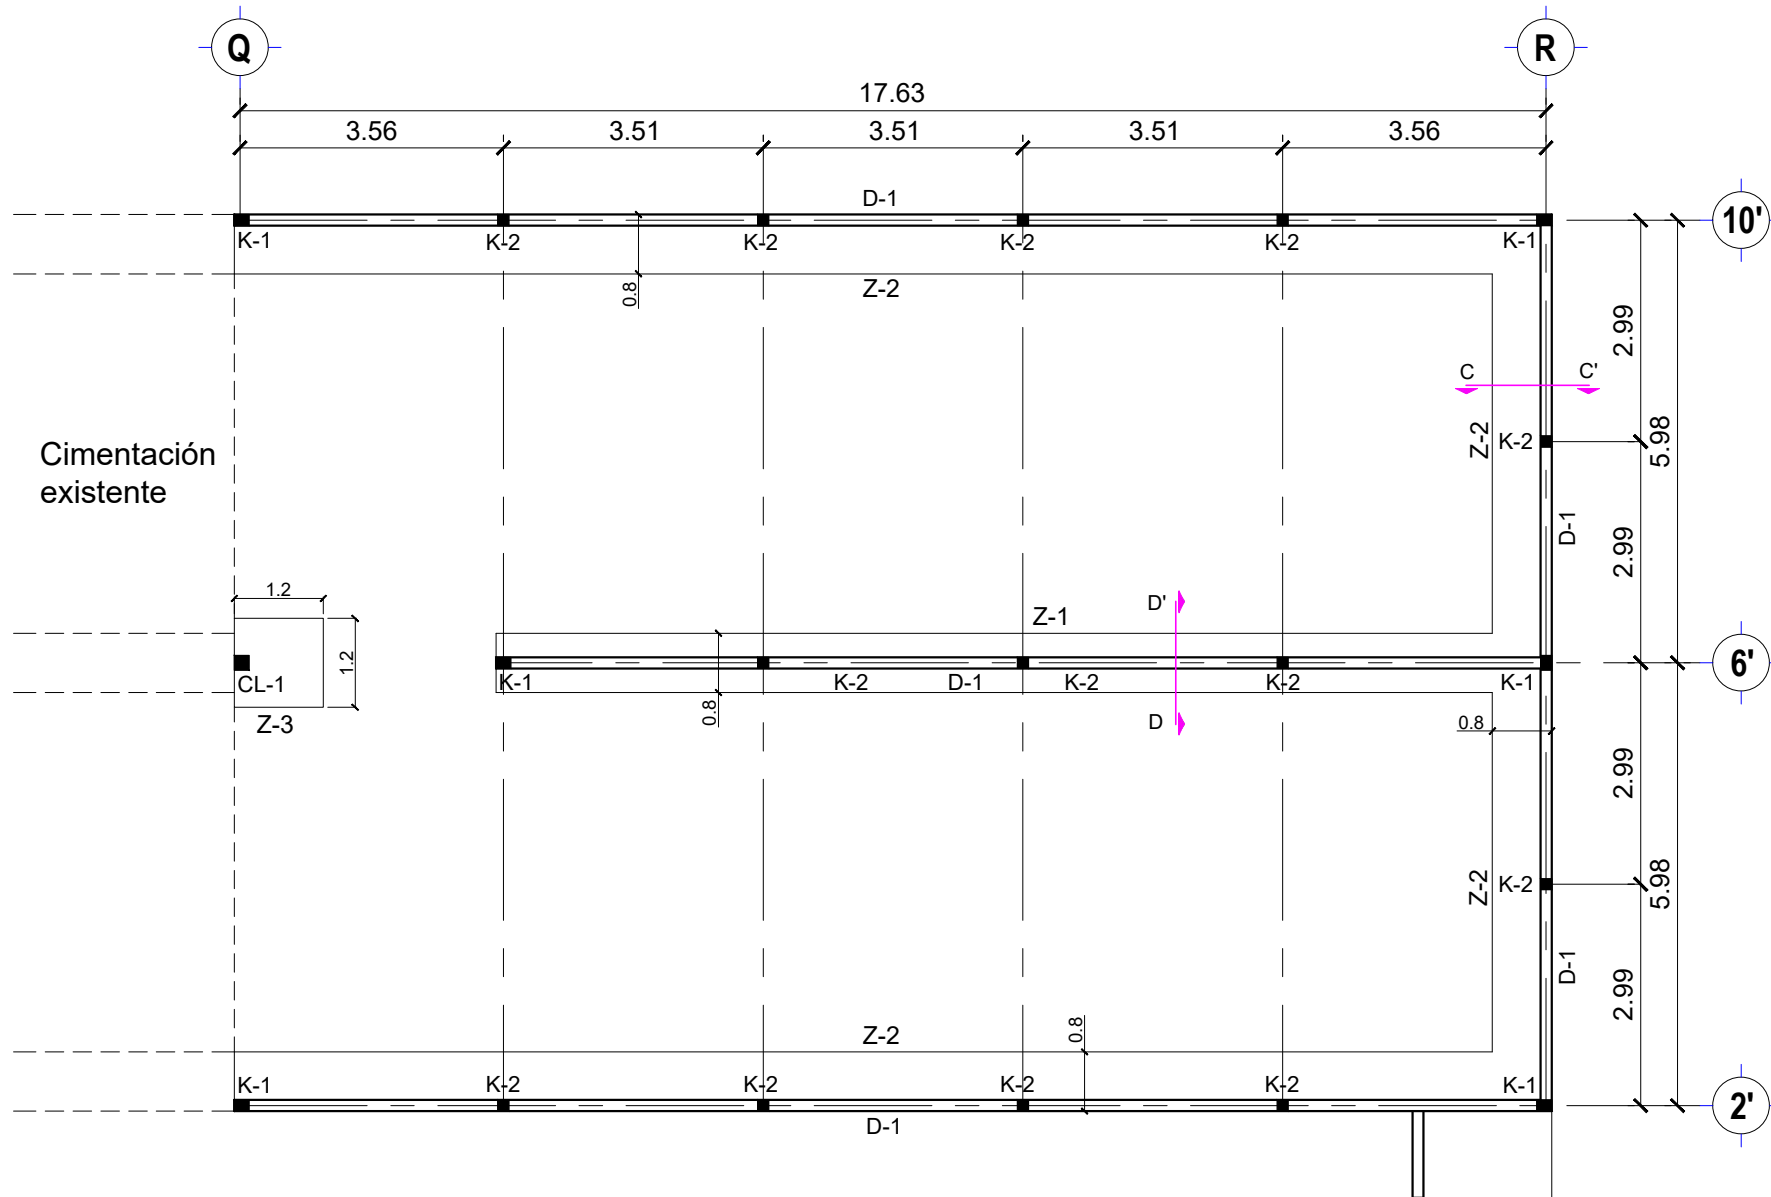 Q
R
17.63
3.56
3.51
3.51
3.51
3.56
D-1
10'
K-1
K-2
K-2
K-2
K-2
K-1
0.8
Z-2
2.99
C
C'
5.98
Z-2
K-2
Cimentación
existente
D-1
2.99
1.2
D'
Z-1
1.2
6'
CL-1
K-1
K-2
D-1
K-2
K-2
K-1
Z-3
0.8
D
0.8
2.99
Z-2
K-2
5.98
D-1
2.99
Z-2
0.8
K-1
K-2
K-2
K-2
K-2
K-1
2'
D-1